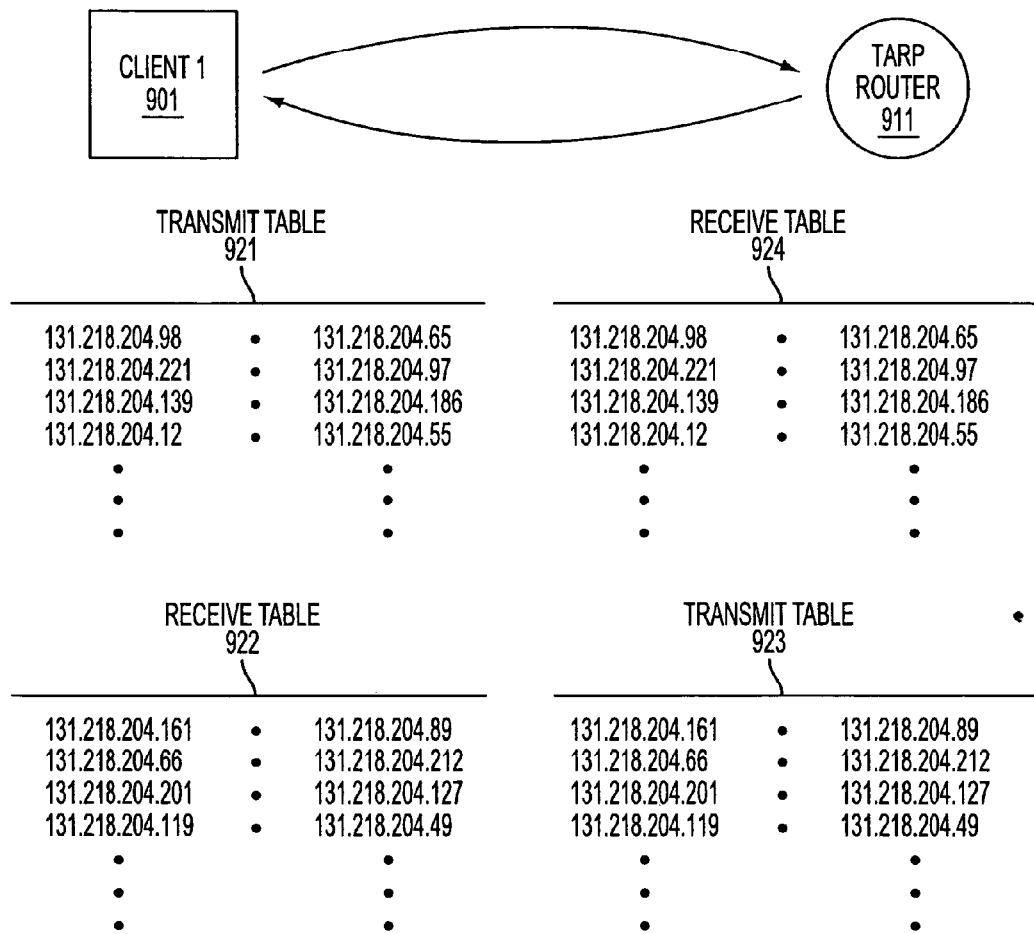 CLIENT 1
901
TARP
ROUTER
911
TRANSMIT TABLE
921
RECEIVE TABLE
924
131.218.204.98 • 131.218.204.65
131.218.204.221 • 131.218.204.97
131.218.204.139 • 131.218.204.186
131.218.204.12 • 131.218.204.55
131.218.204.98 • 131.218.204.65
131.218.204.221 • 131.218.204.97
131.218.204.139 • 131.218.204.186
131.218.204.12 • 131.218.204.55
RECEIVE TABLE
922
TRANSMIT TABLE
923
131.218.204.161 • 131.218.204.89
131.218.204.66 • 131.218.204.212
131.218.204.201 • 131.218.204.127
131.218.204.119 • 131.218.204.49
131.218.204.161 • 131.218.204.89
131.218.204.66 • 131.218.204.212
131.218.204.201 • 131.218.204.127
131.218.204.119 • 131.218.204.49